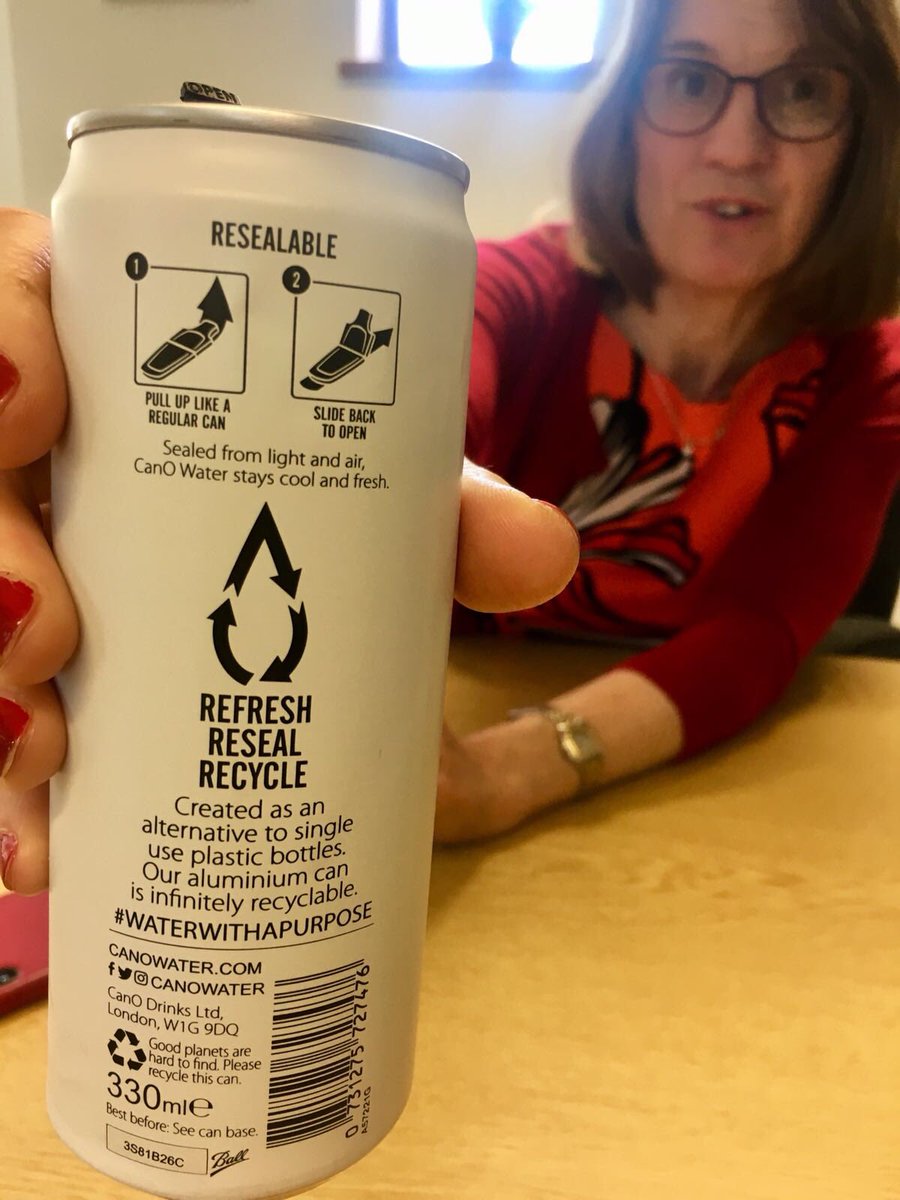 OPEN
RESEALABLE
1
2
PULL UP LIKE A
REGULAR CAN
SLIDE BACK
TO OPEN
Sealed from light and air,
CanO Water stays cool and fresh.
REFRESH
RESEAL
RECYCLE
Created as an
alternative to single
use plastic bottles.
Our aluminium can
is infinitely recyclable.
#WATERWITHAPURPOSE
CANOWATER.COM
CANOWATER
CanO Drinks Ltd,
London, W1G 9DQ
Good planets are
hard to find. Please
recycle this can.
330ml℮
Best before: See can base.
3S81B26C
Ball
0 731275 727476
A572210